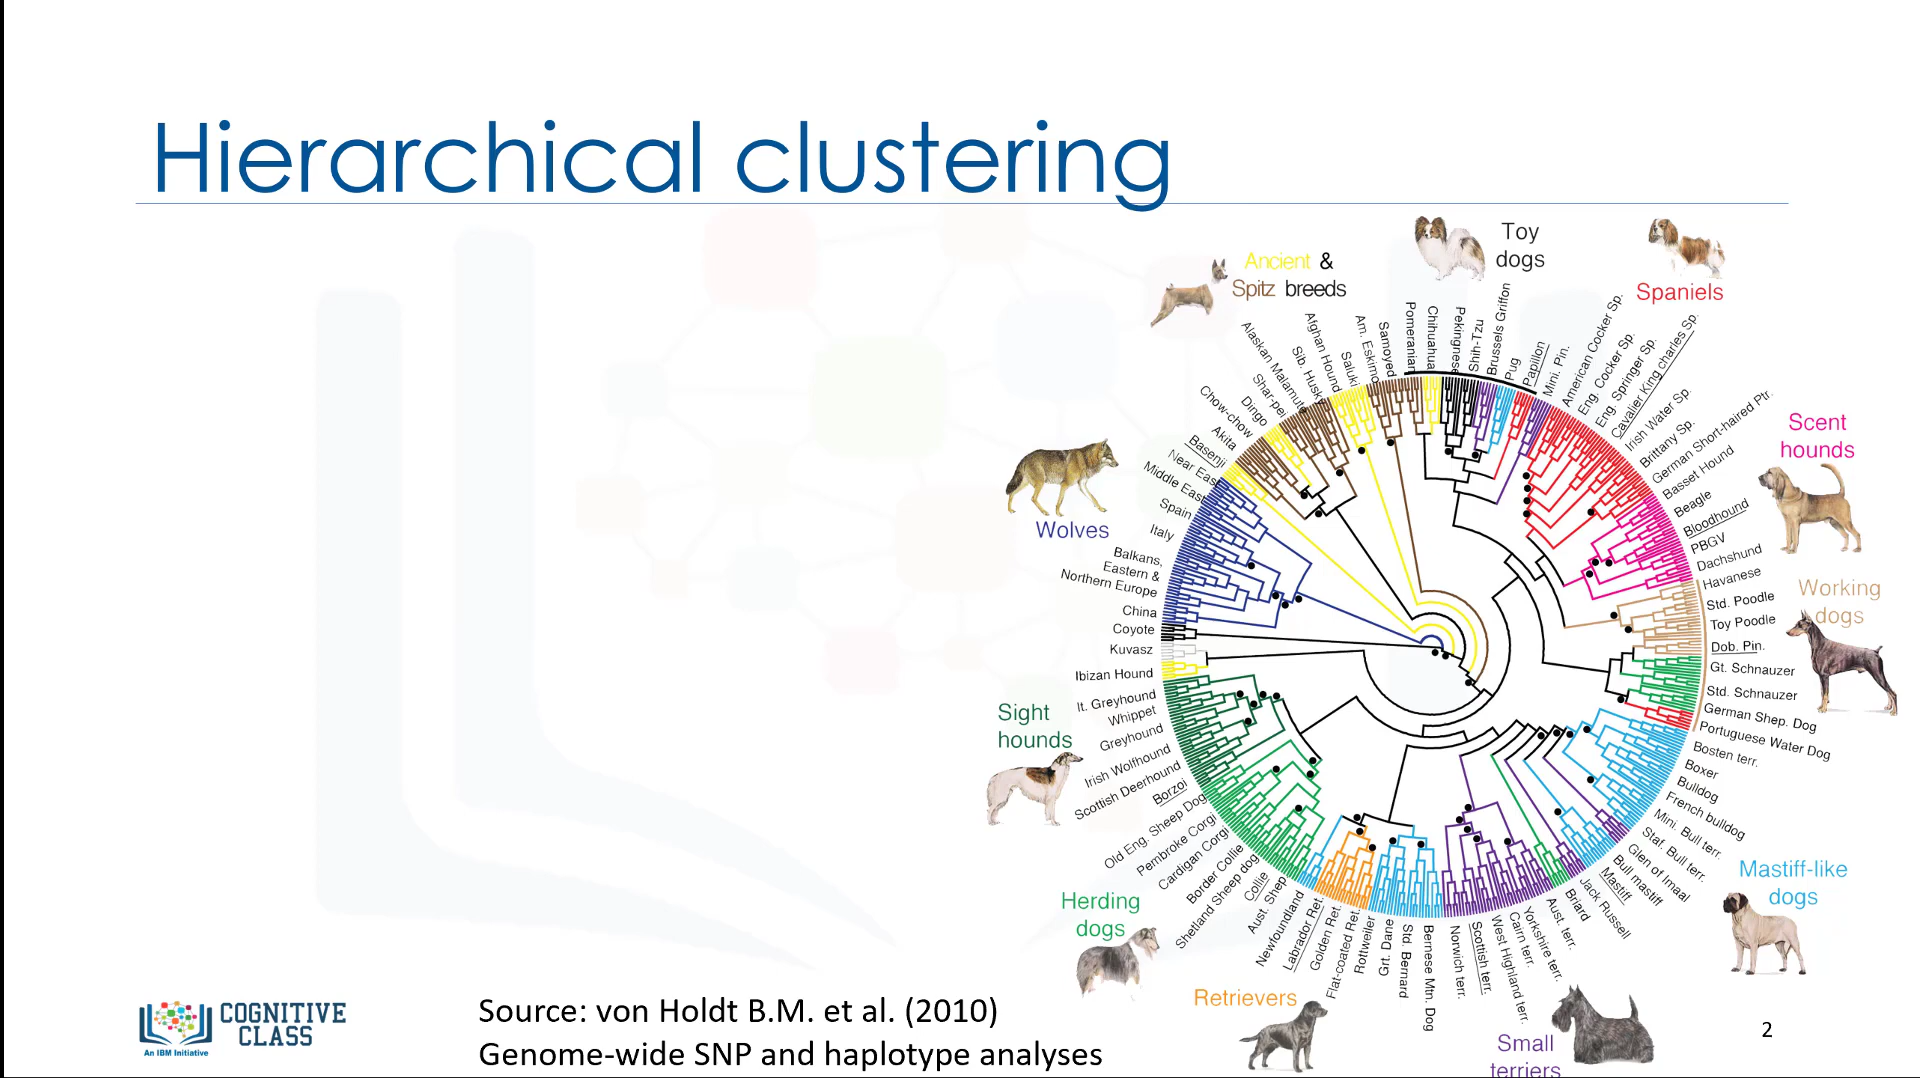 Hierarchical clustering
Toy
dogs
Ancient &
Spitz breeds
Spaniels
Scent
hounds
Wolves
Working
dogs
Sight
hounds
Mastiff-like
dogs
Herding
dogs
Retrievers
Small
terriers
Pomeranian
Chihuahua
Pekingnese
Shih-Tzu
Brussels Griffon
Pug
Papillon
Mini. Pin.
American Cocker Sp.
Eng. Cocker Sp.
Eng. Springer Sp.
Cavalier King charles Sp.
Irish Water Sp.
Brittany Sp.
German Short-haired Ptr.
Basset Hound
Beagle
Bloodhound
PBGV
Dachshund
Havanese
Std. Poodle
Toy Poodle
Dob. Pin.
Gt. Schnauzer
Std. Schnauzer
German Shep. Dog
Portuguese Water Dog
Bosten terr.
Boxer
Bulldog
French bulldog
Mini. Bull terr.
Staf. Bull terr.
Glen of Imaal
Bull mastiff
Mastiff
Jack Russell
Briard
Aust. terr.
Yorkshire terr.
Cairn terr.
West Highland terr.
Scottish terr.
Norwich terr.
Bernese Mtn. Dog
Std. Bernard
Grt. Dane
Rottweiler
Flat-coated Ret.
Golden Ret.
Labrador Ret.
Newfoundland
Aust. Shep
Collie
Shetland Sheep dog
Border Collie
Cardigan Corgi
Pembroke Corgi
Old Eng. Sheep Dog
Borzoi
Scottish Deerhound
Irish Wolfhound
Greyhound
Whippet
It. Greyhound
Ibizan Hound
Kuvasz
Coyote
China
Balkans,
Eastern &
Northern Europe
Italy
Spain
Middle East
Near East
Basenji
Akita
Chow-chow
Dingo
Shar-pei
Alaskan Malamute
Sib. Husky
Afghan Hound
Saluki
Am. Eskimo
Samoyed
COGNITIVE
CLASS
An IBM Initiative
Source: von Holdt B.M. et al. (2010)
Genome-wide SNP and haplotype analyses
2